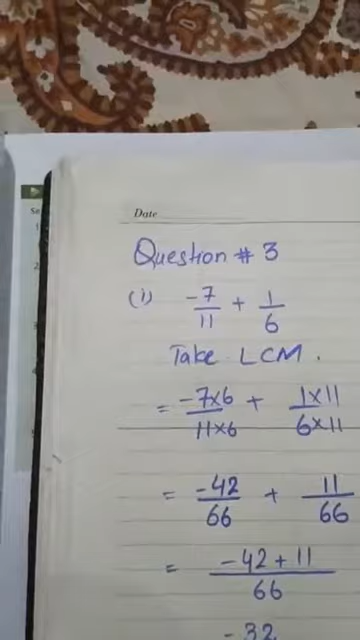 Date
Question # 3
(i) -7/11 + 1/6
Take LCM.
= -7×6/11×6 + 1×11/6×11
= -42/66 + 11/66
= -42+11/66
-32